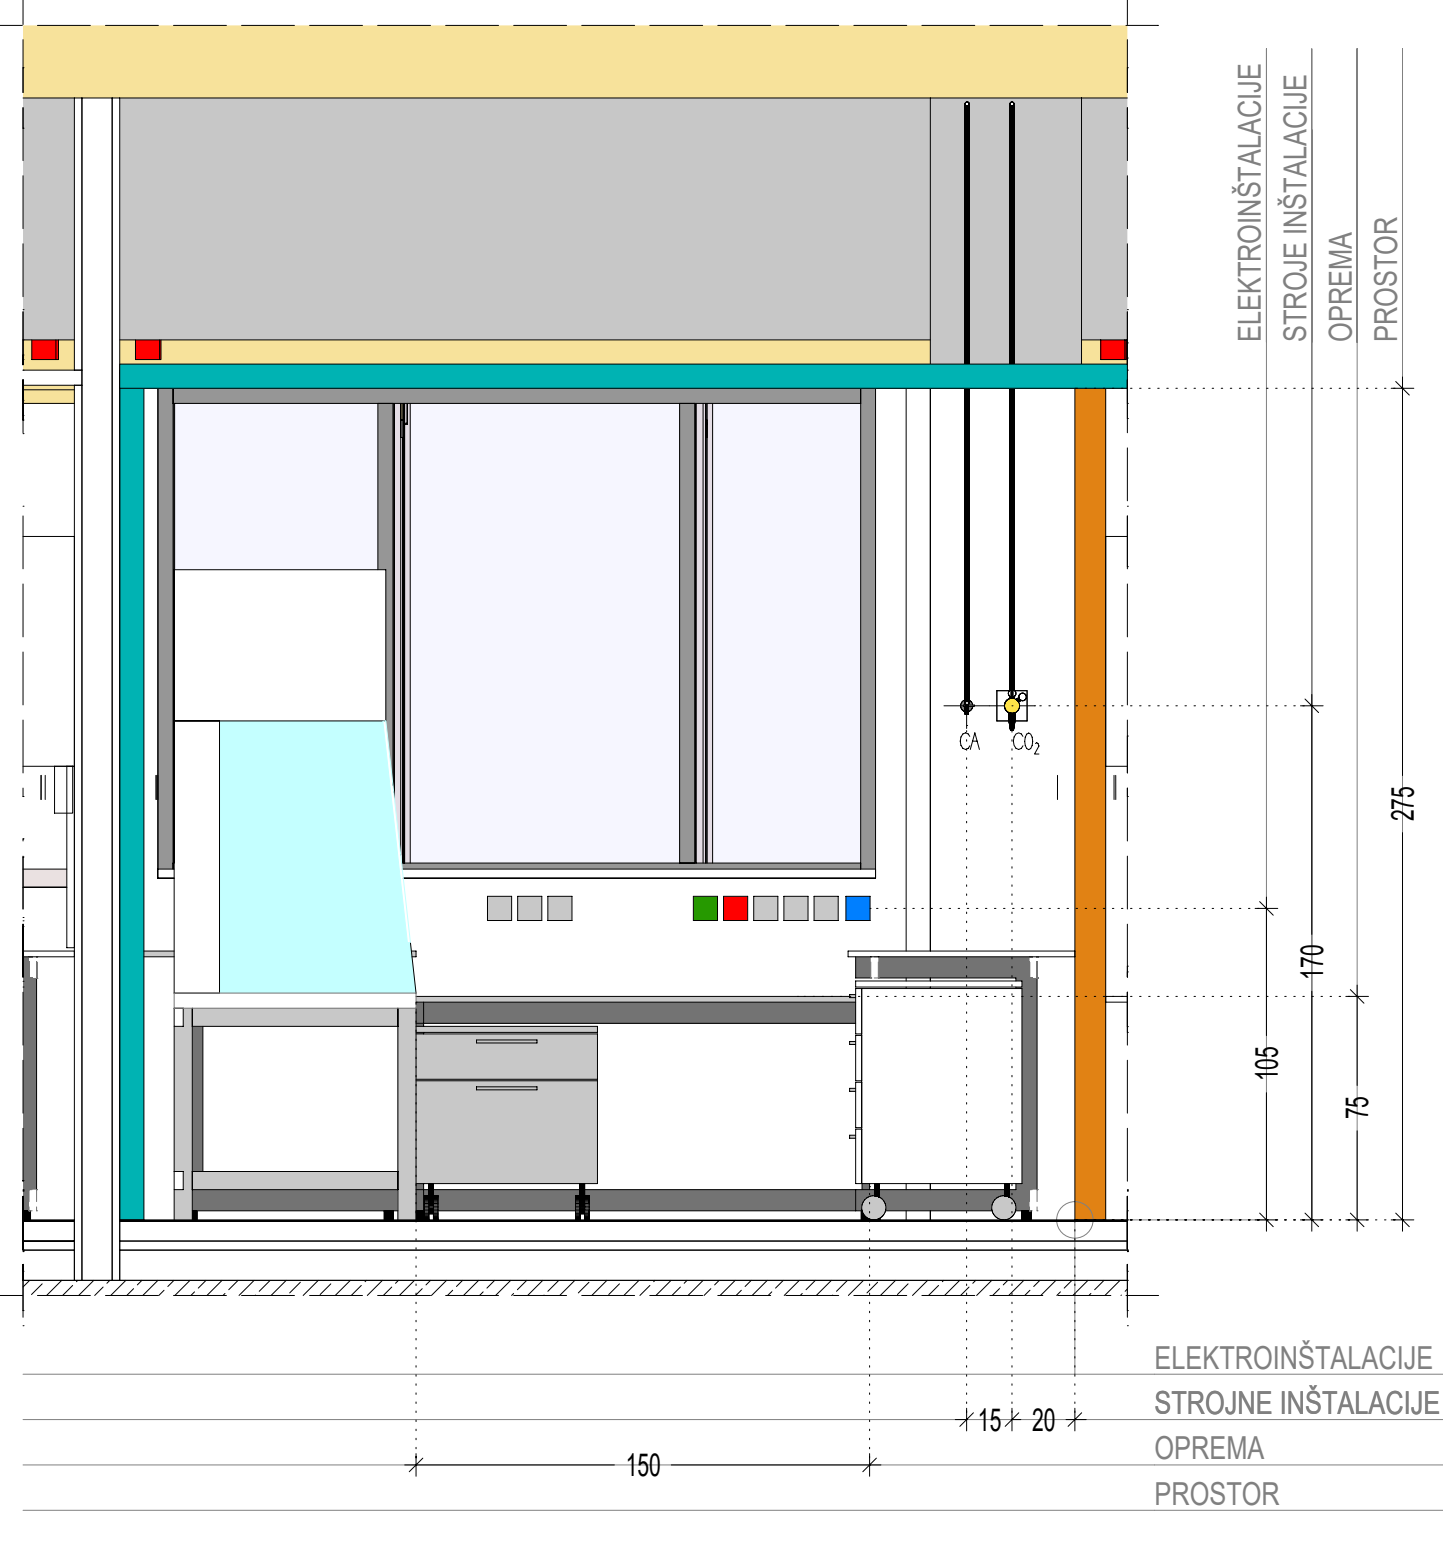 ELEKTROINŠTALACIJE
STROJE INŠTALACIJE
OPREMA
PROSTOR
CA
CO₂
275
170
105
75
ELEKTROINŠTALACIJE
STROJNE INŠTALACIJE
15
20
OPREMA
150
PROSTOR